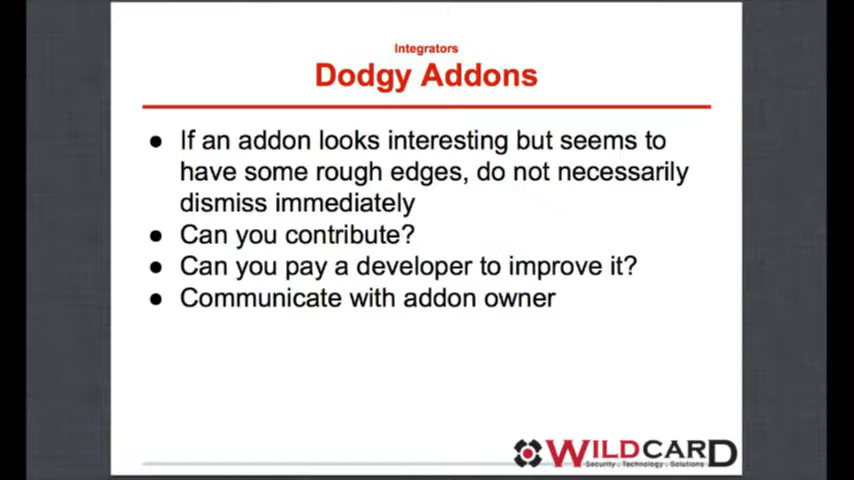 Integrators
Dodgy Addons
● If an addon looks interesting but seems to
have some rough edges, do not necessarily
dismiss immediately
● Can you contribute?
● Can you pay a developer to improve it?
● Communicate with addon owner
WILDCARD
Security . Technology . Solutions